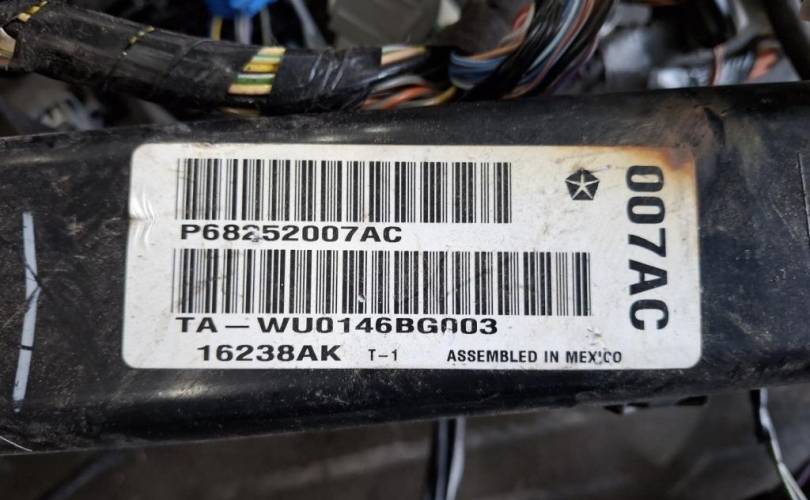 P68252007AC
TA-WU0146BG003
16238AK T-1 ASSEMBLED IN MEXICO
007AC